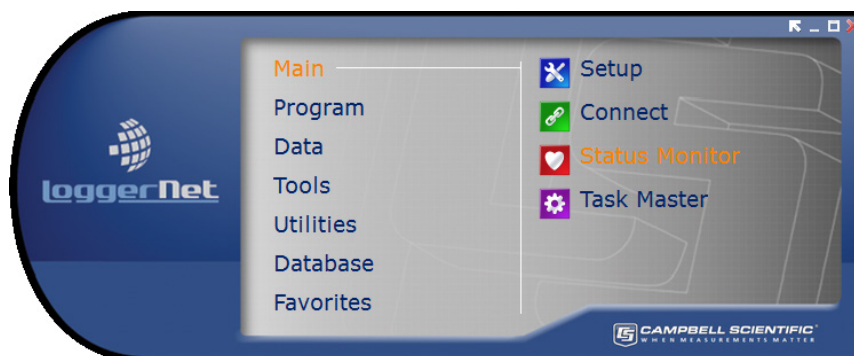 LoggerNet
Main
Program
Data
Tools
Utilities
Database
Favorites
Setup
Connect
Status Monitor
Task Master
CAMPBELL SCIENTIFIC
WHEN MEASUREMENTS MATTER